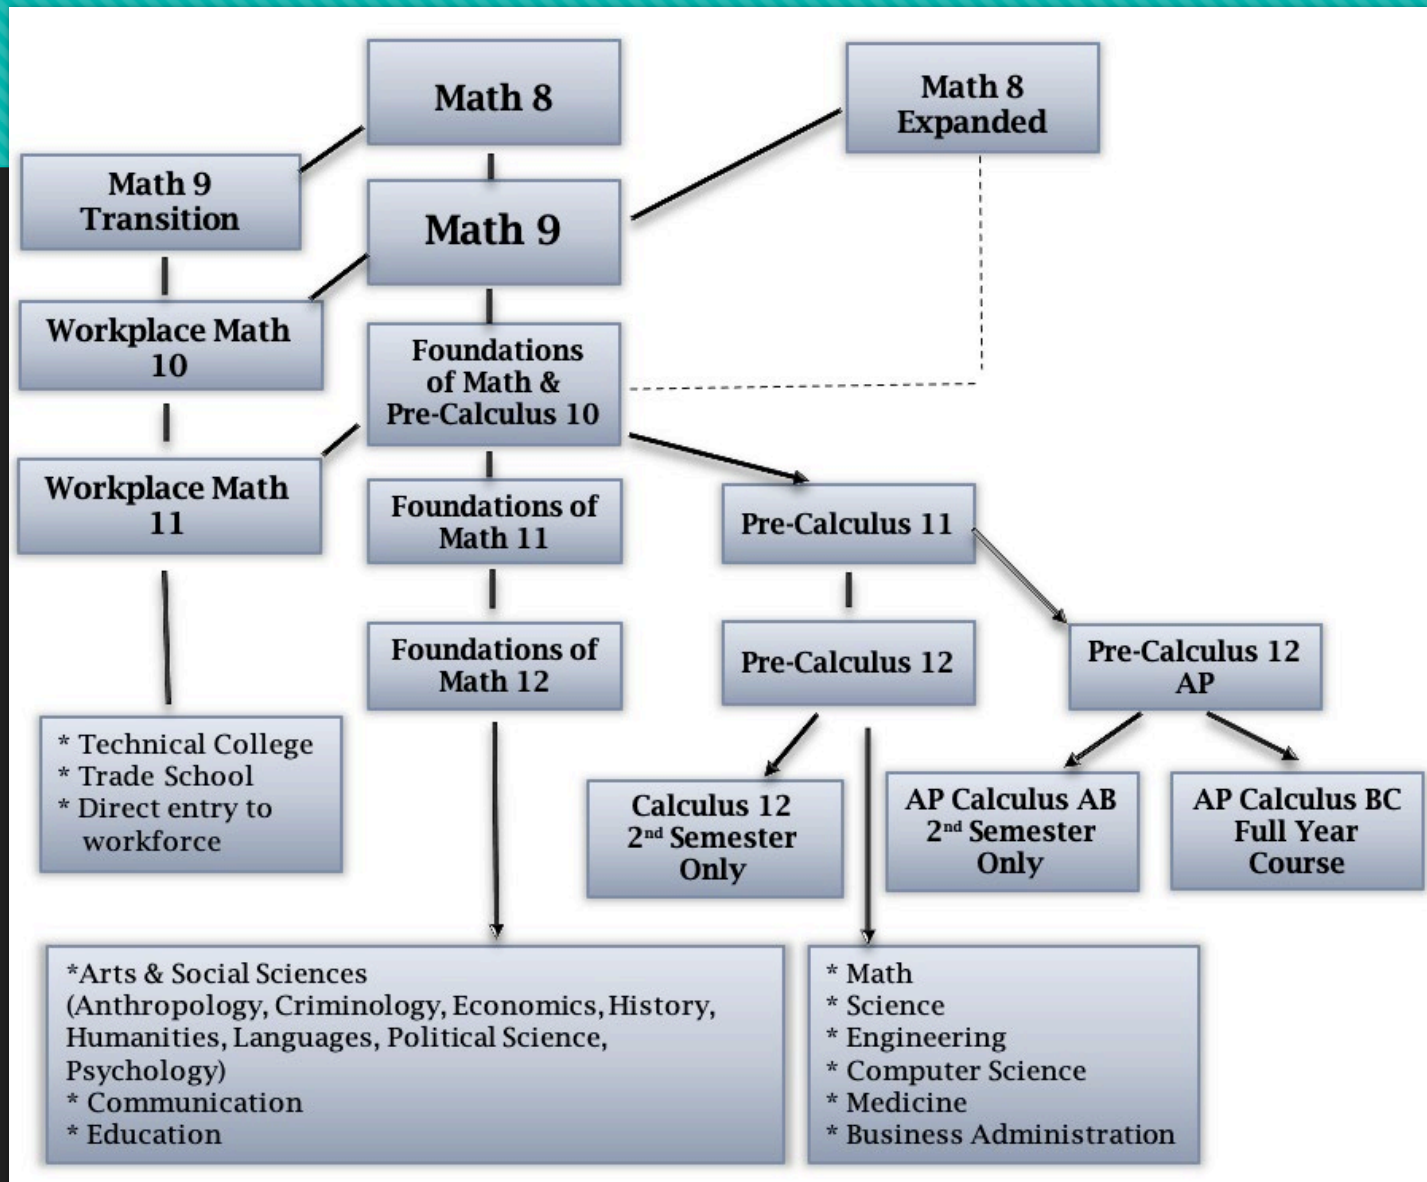 Math 8
Math 8
Expanded
Math 9
Transition
Math 9
Workplace Math
10
Foundations
of Math &
Pre-Calculus 10
Workplace Math
11
Foundations of
Math 11
Pre-Calculus 11
Foundations of
Math 12
Pre-Calculus 12
Pre-Calculus 12
AP
* Technical College
* Trade School
* Direct entry to
workforce
Calculus 12
2nd Semester
Only
AP Calculus AB
2nd Semester
Only
AP Calculus BC
Full Year
Course
*Arts & Social Sciences
(Anthropology, Criminology, Economics, History,
Humanities, Languages, Political Science,
Psychology)
* Communication
* Education
* Math
* Science
* Engineering
* Computer Science
* Medicine
* Business Administration